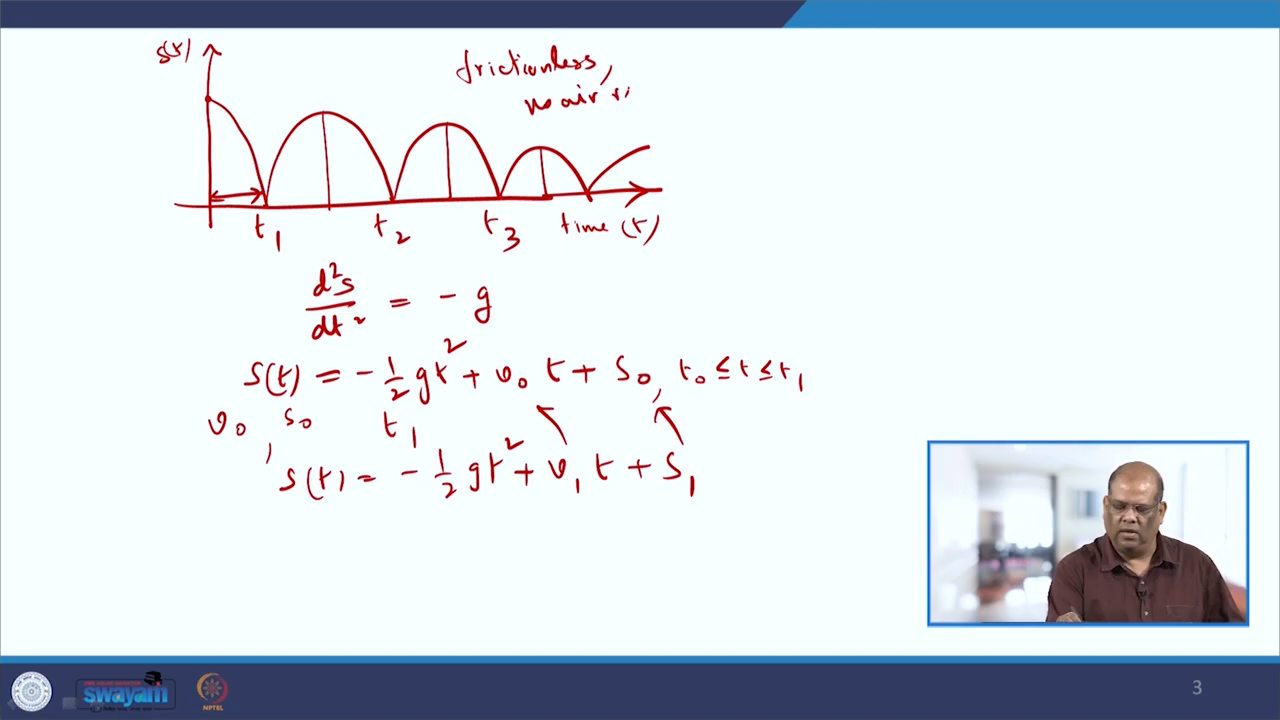 s(t)
frictionless,
no air r.
t₁ t₂ t₃ time (t)
d²s/dt² = - g
s(t) = - 1/2 gt² + v₀ t + s₀, t₀ ≤ t ≤ t₁
v₀, s₀ t₁
s(t) = - 1/2 gt² + v₁ t + s₁
swayam
NPTEL
3